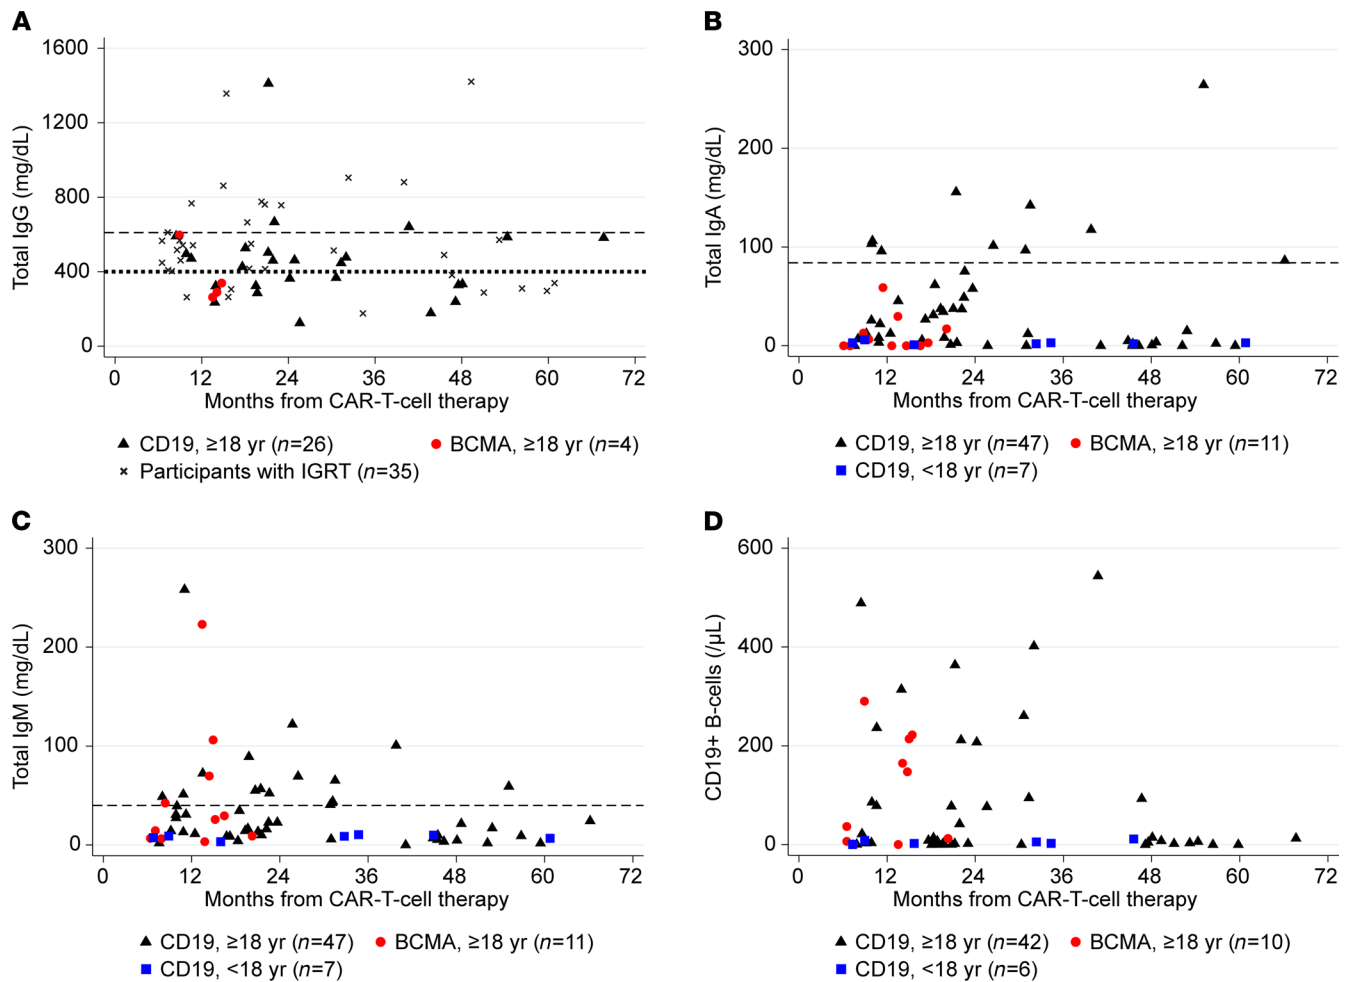 A
1600
1200
800
400
0
Total IgG (mg/dL)
0 12 24 36 48 60 72
Months from CAR-T-cell therapy
CD19, ≥18 yr (n=26) BCMA, ≥18 yr (n=4)
Participants with IGRT (n=35)
B
300
200
100
0
Total IgA (mg/dL)
0 12 24 36 48 60 72
Months from CAR-T-cell therapy
CD19, ≥18 yr (n=47) BCMA, ≥18 yr (n=11)
CD19, <18 yr (n=7)
C
300
200
100
0
Total IgM (mg/dL)
0 12 24 36 48 60 72
Months from CAR-T-cell therapy
CD19, ≥18 yr (n=47) BCMA, ≥18 yr (n=11)
CD19, <18 yr (n=7)
D
600
400
200
0
CD19+ B-cells (/µL)
0 12 24 36 48 60 72
Months from CAR-T-cell therapy
CD19, ≥18 yr (n=42) BCMA, ≥18 yr (n=10)
CD19, <18 yr (n=6)